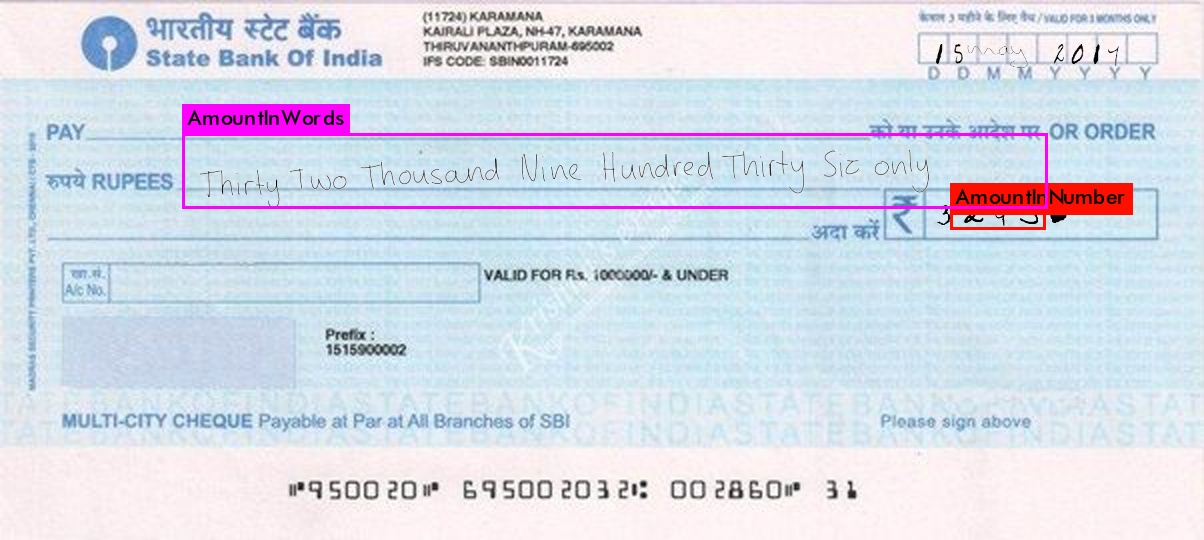 भारतीय स्टेट बैंक
State Bank Of India
(11724) KARAMANA
KAIRALI PLAZA, NH-47, KARAMANA
THIRUVANANTHPURAM-695002
IFS CODE: SBIN0011724
केवल 3 महीने के लिए वैध / VALID FOR 3 MONTHS ONLY
15 may 2017
D D M M Y Y Y Y
AmountInWords
PAY को या उनके आदेश पर OR ORDER
रुपये RUPEES Thirty Two Thousand Nine Hundred Thirty Six only
AmountInNumber
अदा करें ₹
खा.सं.
A/c No.
VALID FOR Rs. 1000000/- & UNDER
Prefix :
1515900002
MULTI-CITY CHEQUE Payable at Par at All Branches of SBI
Please sign above
⑈950020⑈ 695002032⑆ 002860⑈ 31